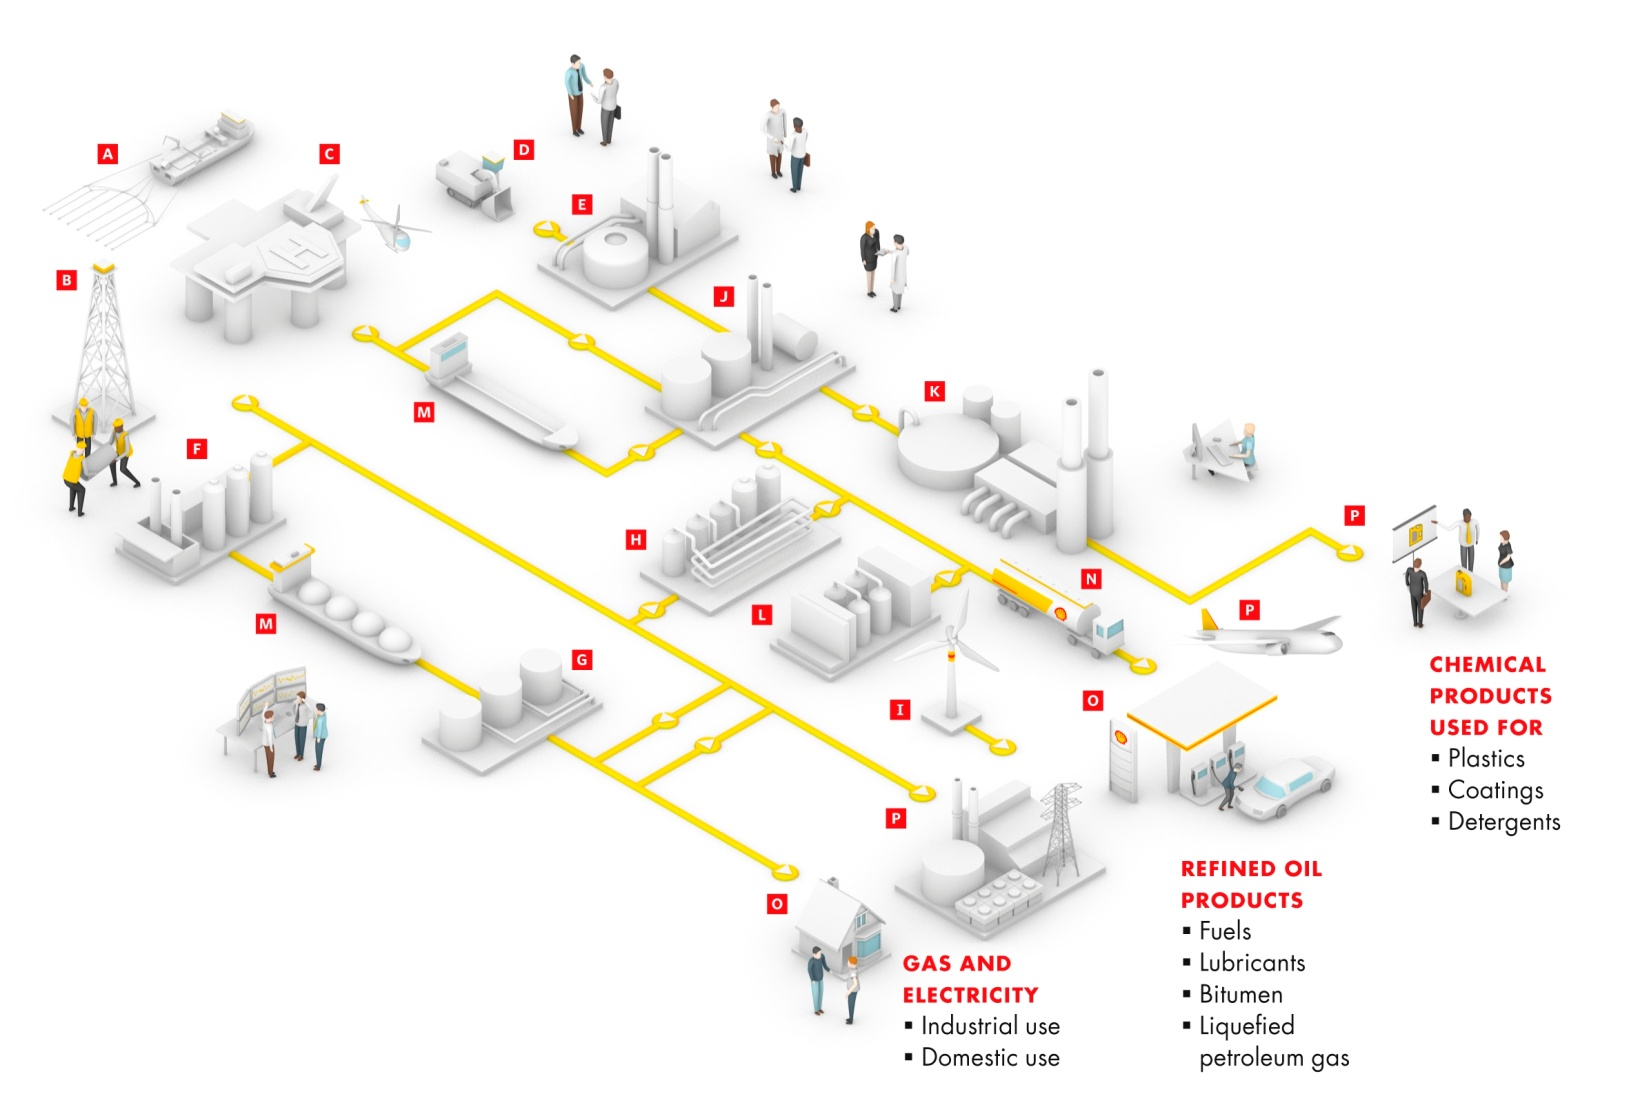 A
C
D
E
B
J
K
M
F
H
P
N
L
P
M
G
I
O
P
O
H
CHEMICAL
PRODUCTS
USED FOR
▪ Plastics
▪ Coatings
▪ Detergents
REFINED OIL
PRODUCTS
▪ Fuels
▪ Lubricants
▪ Bitumen
▪ Liquefied
petroleum gas
GAS AND
ELECTRICITY
▪ Industrial use
▪ Domestic use